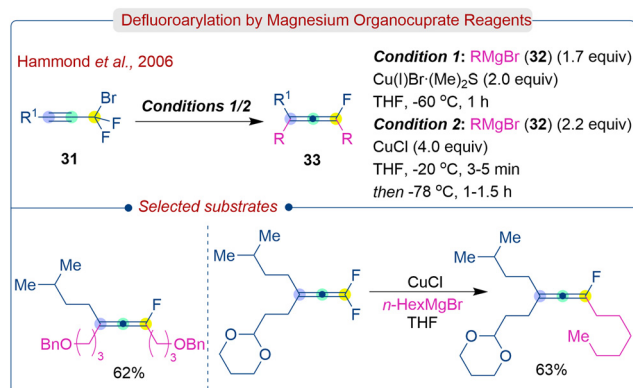 Defluoroarylation by Magnesium Organocuprate Reagents
Hammond et al., 2006
R¹
Br
F
F
31
Conditions 1/2
R¹
F
R
R
33
Condition 1: RMgBr (32) (1.7 equiv)
Cu(I)Br·(Me)₂S (2.0 equiv)
THF, -60 °C, 1 h
Condition 2: RMgBr (32) (2.2 equiv)
CuCl (4.0 equiv)
THF, -20 °C, 3-5 min
then -78 °C, 1-1.5 h
Selected substrates
Me
Me
F
BnO
3
3
OBn
62%
Me
Me
F
F
O
O
CuCl
n-HexMgBr
THF
Me
Me
F
Me
O
O
63%